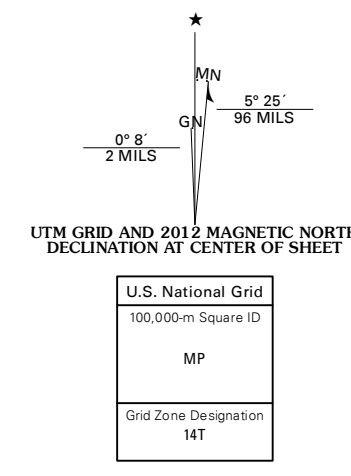 ★
MN
GN
5° 25´
96 MILS
0° 8´
2 MILS
UTM GRID AND 2012 MAGNETIC NORTH
DECLINATION AT CENTER OF SHEET
U.S. National Grid
100,000-m Square ID
MP
Grid Zone Designation
14T